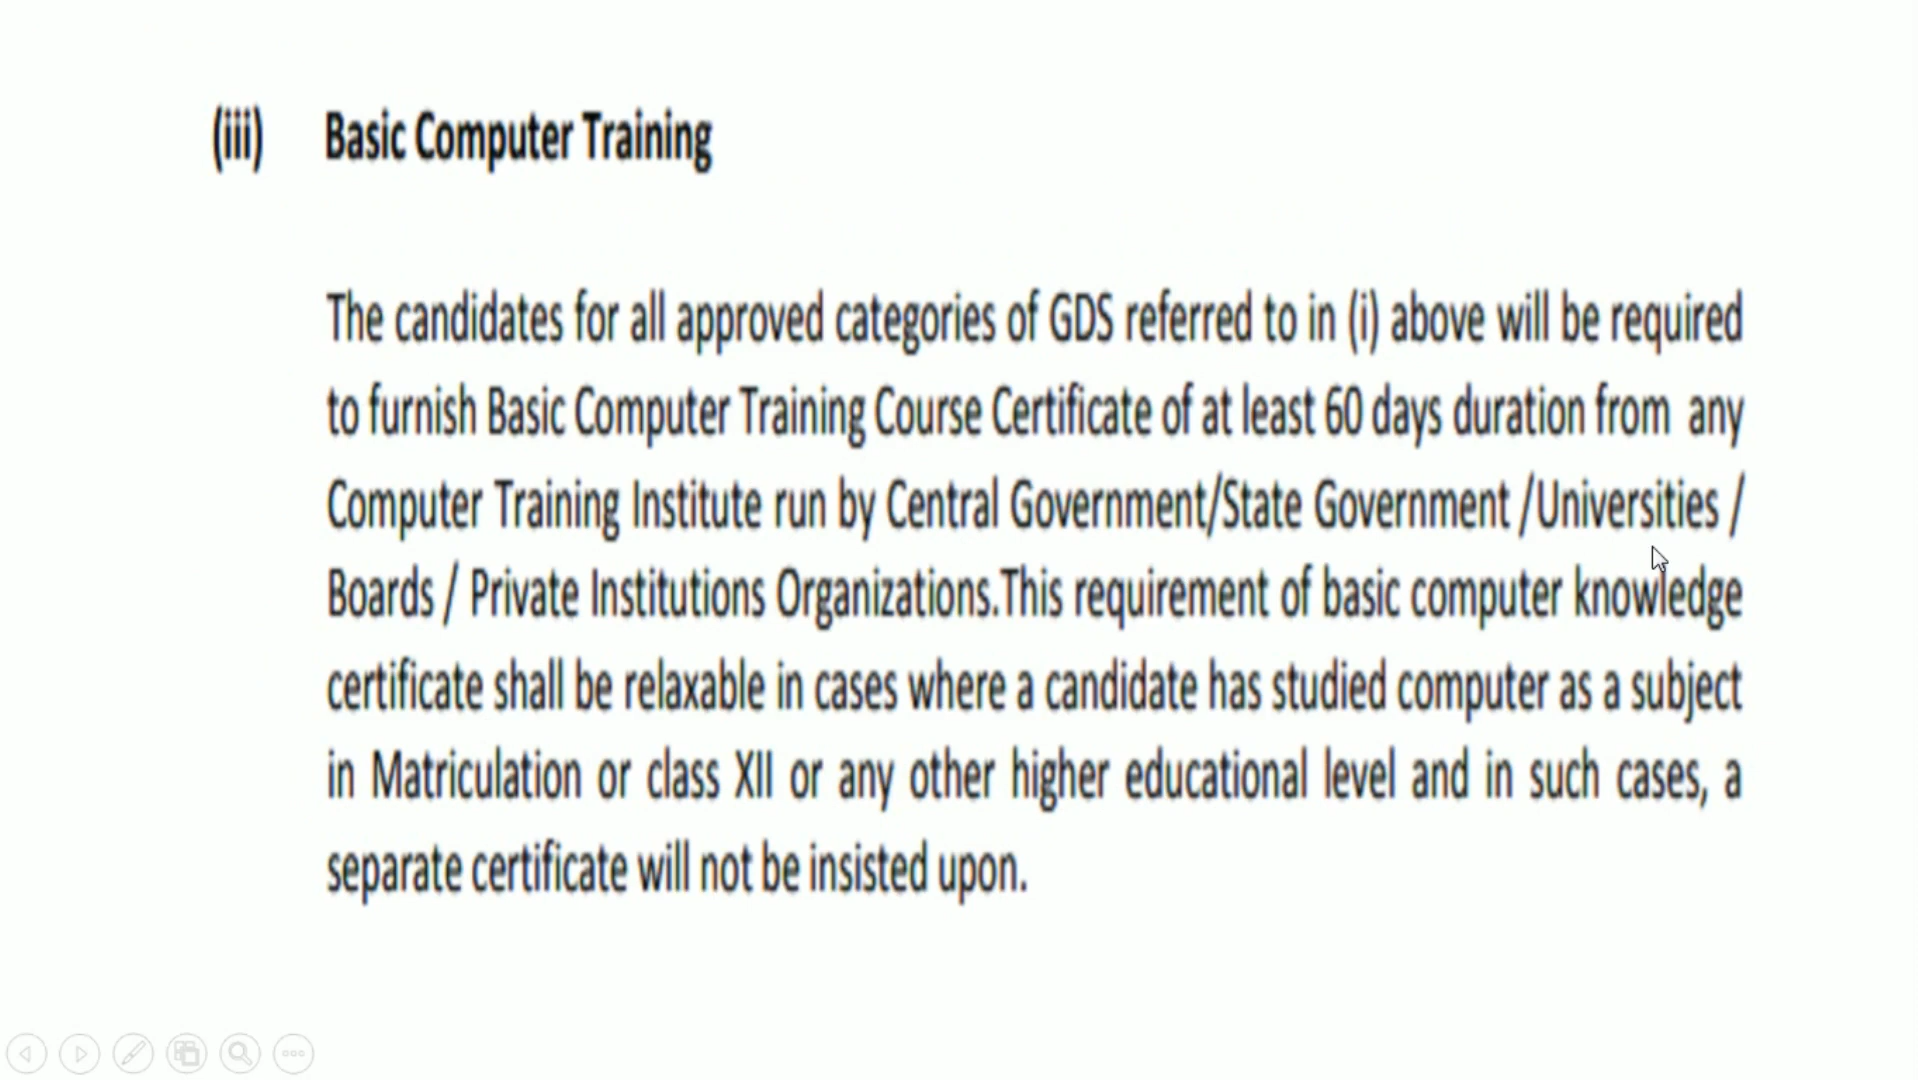 (iii) Basic Computer Training
The candidates for all approved categories of GDS referred to in (i) above will be required
to furnish Basic Computer Training Course Certificate of at least 60 days duration from any
Computer Training Institute run by Central Government/State Government /Universities /
Boards / Private Institutions Organizations.This requirement of basic computer knowledge
certificate shall be relaxable in cases where a candidate has studied computer as a subject
in Matriculation or class XII or any other higher educational level and in such cases, a
separate certificate will not be insisted upon.